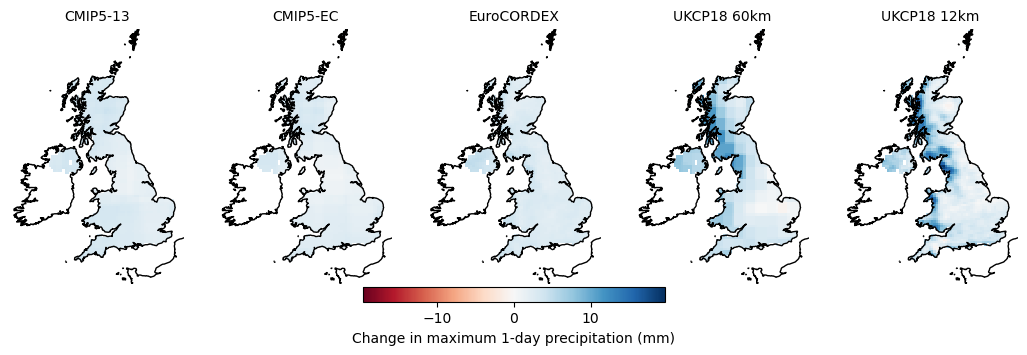 CMIP5-13 CMIP5-EC EuroCORDEX UKCP18 60km UKCP18 12km
−10 0 10
Change in maximum 1-day precipitation (mm)